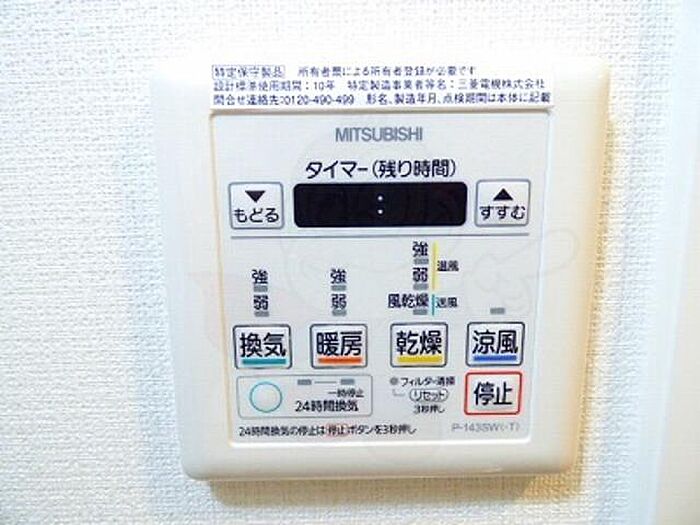 特定保守製品 所有者票による所有者登録が必要です
設計標準使用期間：10年 特定製造事業者等名：三菱電機株式会社
問合せ連絡先:0120-490-499 形名、製造年月、点検期間は本体に記載
MITSUBISHI
タイマー(残り時間)
▼ もどる
:
▲ すすむ
強
弱
強
弱
強
弱
温風
風乾燥
送風
換気
暖房
乾燥
涼風
一時停止
24時間換気
フィルター清掃
リセット
3秒押し
停止
24時間換気の停止は停止ボタンを3秒押し
P-143SW(-T)